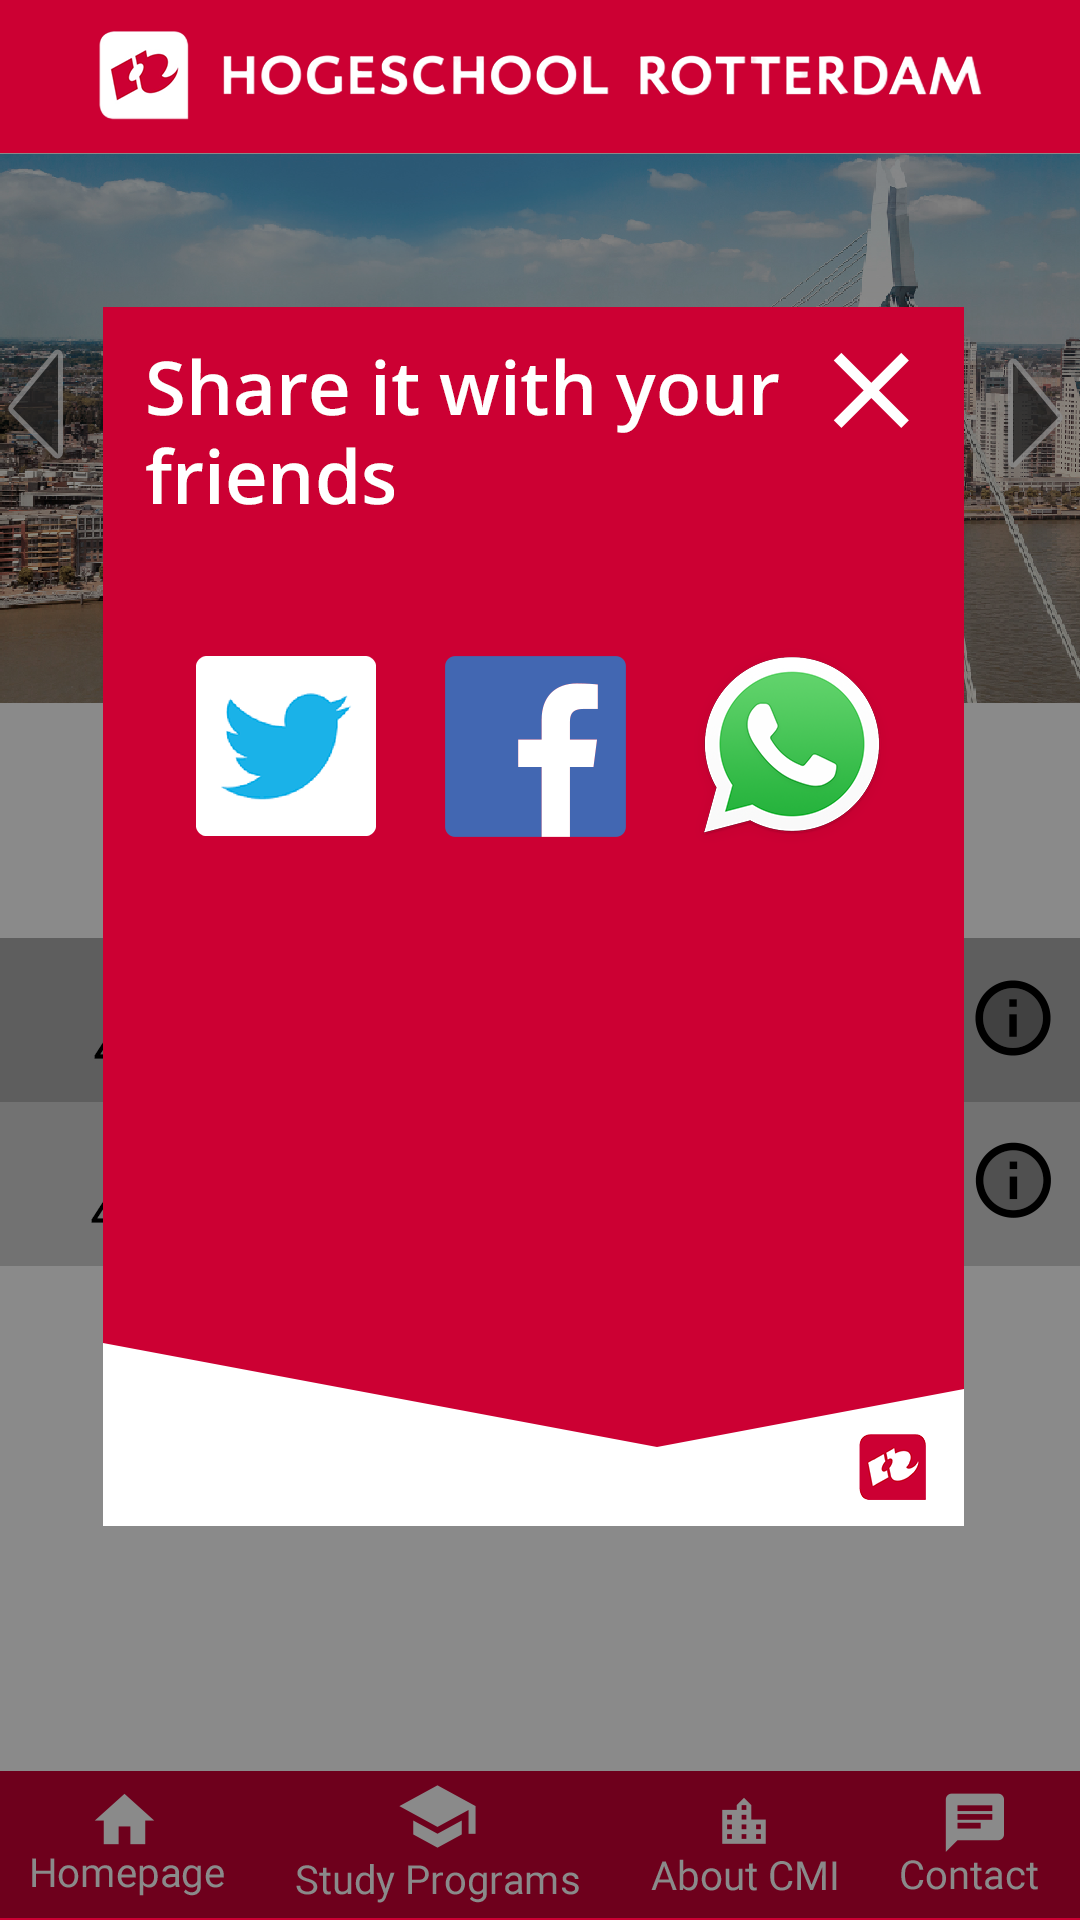 HOGESCHOOL ROTTERDAM
Share it with your
friends
Homepage
Study Programs
About CMI
Contact